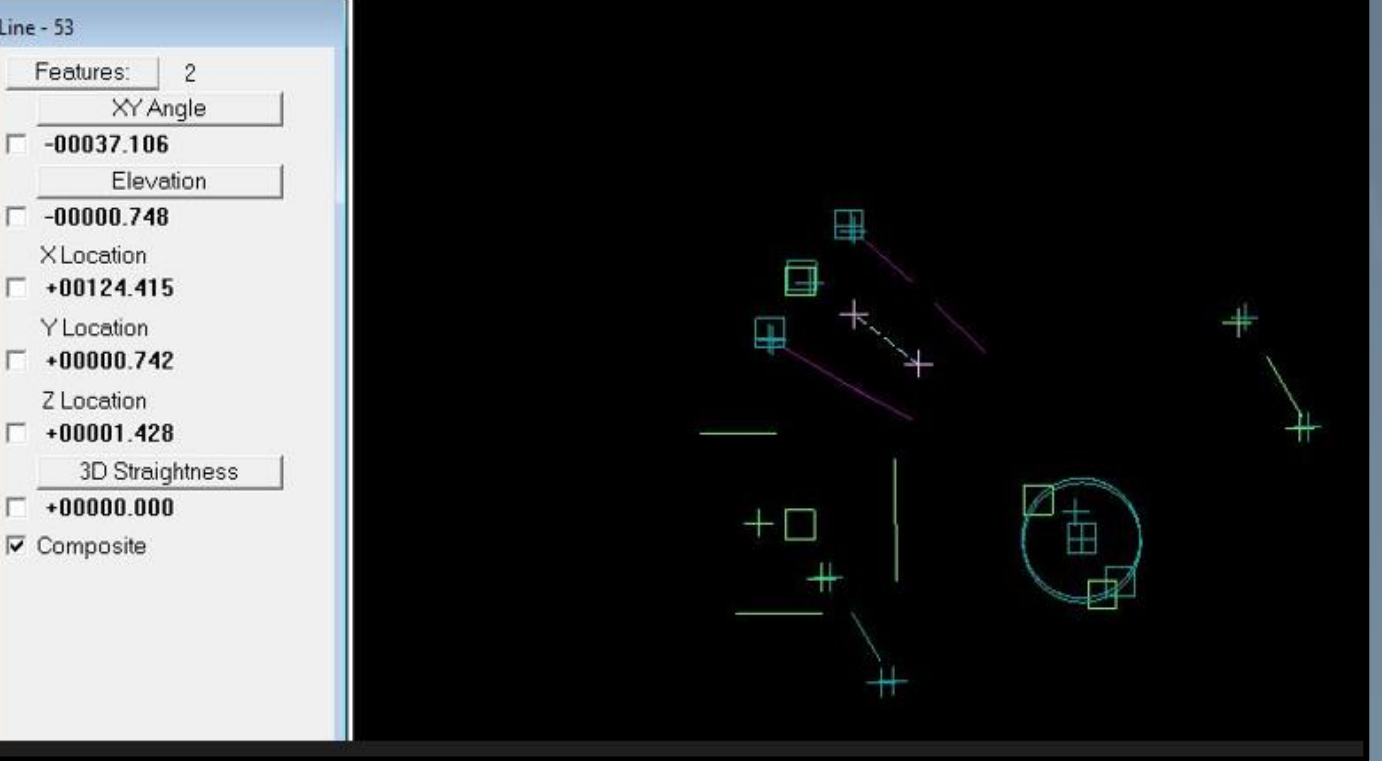 Line - 53
Features: 2
XY Angle
-00037.106
Elevation
-00000.748
X Location
+00124.415
Y Location
+00000.742
Z Location
+00001.428
3D Straightness
+00000.000
Composite